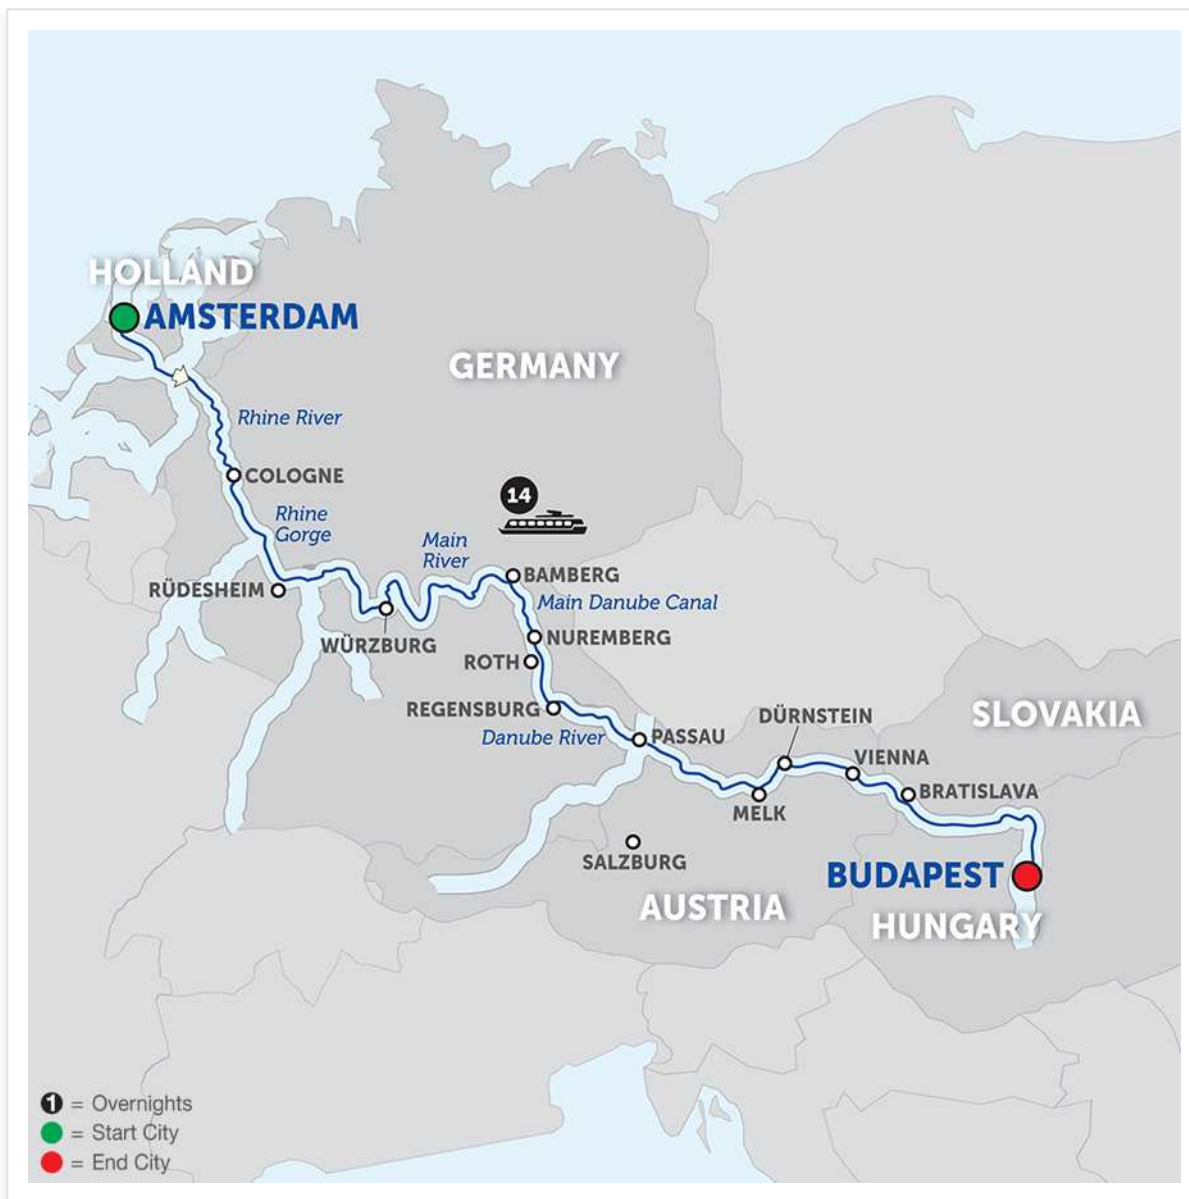 HOLLAND
AMSTERDAM
GERMANY
Rhine River
COLOGNE
14
Rhine
Gorge
Main
River
RÜDESHEIM
BAMBERG
Main Danube Canal
WÜRZBURG
NUREMBERG
ROTH
REGENSBURG
Danube River
PASSAU
DÜRNSTEIN
SLOVAKIA
VIENNA
MELK
BRATISLAVA
SALZBURG
BUDAPEST
AUSTRIA
HUNGARY
1 = Overnights
= Start City
= End City